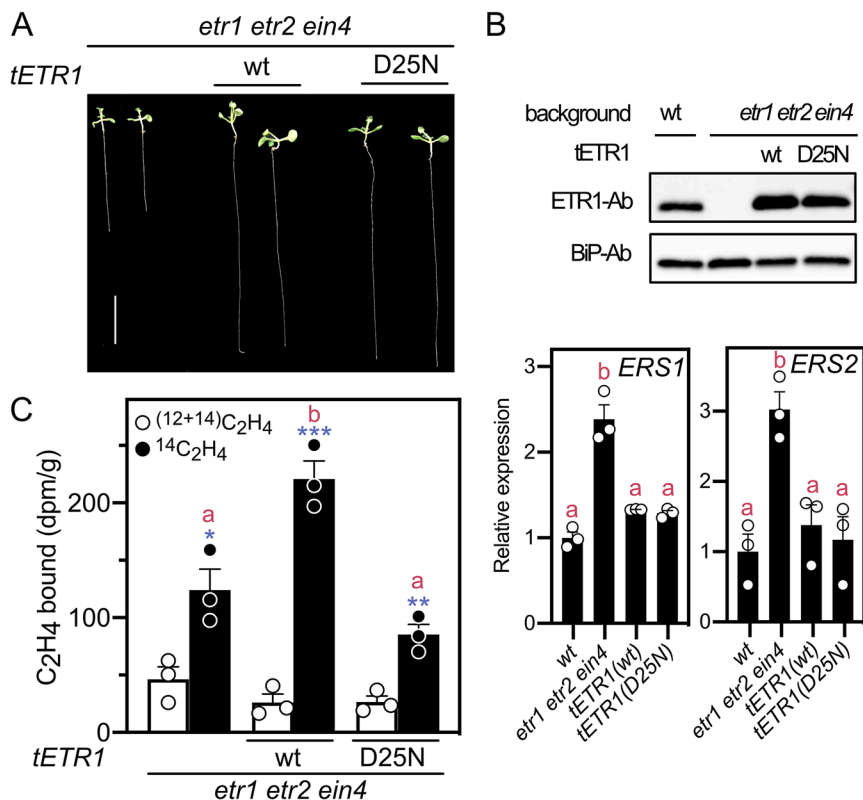 A
etr1 etr2 ein4
tETR1 wt D25N
B
background wt etr1 etr2 ein4
tETR1 wt D25N
ETR1-Ab
BiP-Ab
Relative expression
3
2
1
0
ERS1
a
b
a
a
wt
etr1 etr2 ein4
tETR1(wt)
tETR1(D25N)
3
2
1
0
ERS2
a
b
a
a
wt
etr1 etr2 ein4
tETR1(wt)
tETR1(D25N)
C
C2H4 bound (dpm/g)
200
100
0
(12+14)C2H4
14C2H4
a
*
b
***
a
**
tETR1 wt D25N
etr1 etr2 ein4